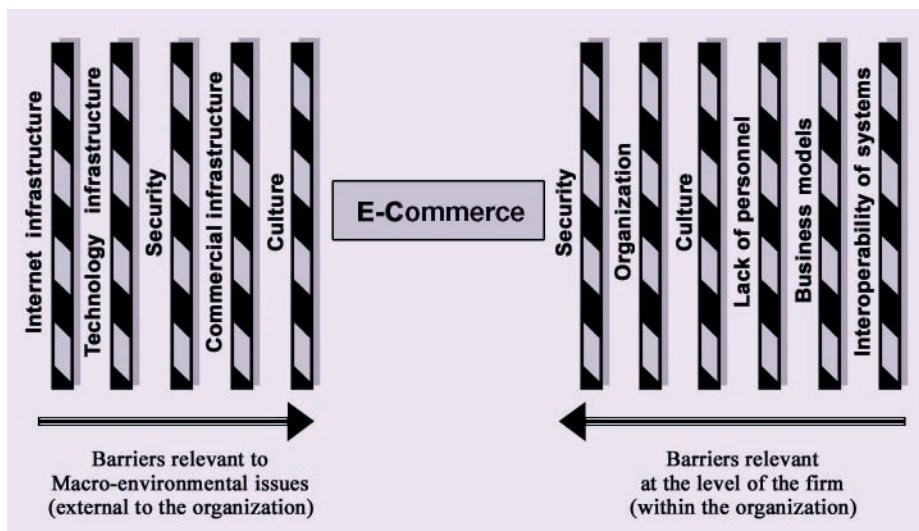 Internet infrastructure
Technology infrastructure
Security
Commercial infrastructure
Culture
E-Commerce
Security
Organization
Culture
Lack of personnel
Business models
Interoperability of systems
Barriers relevant to
Macro-environmental issues
(external to the organization)
Barriers relevant
at the level of the firm
(within the organization)